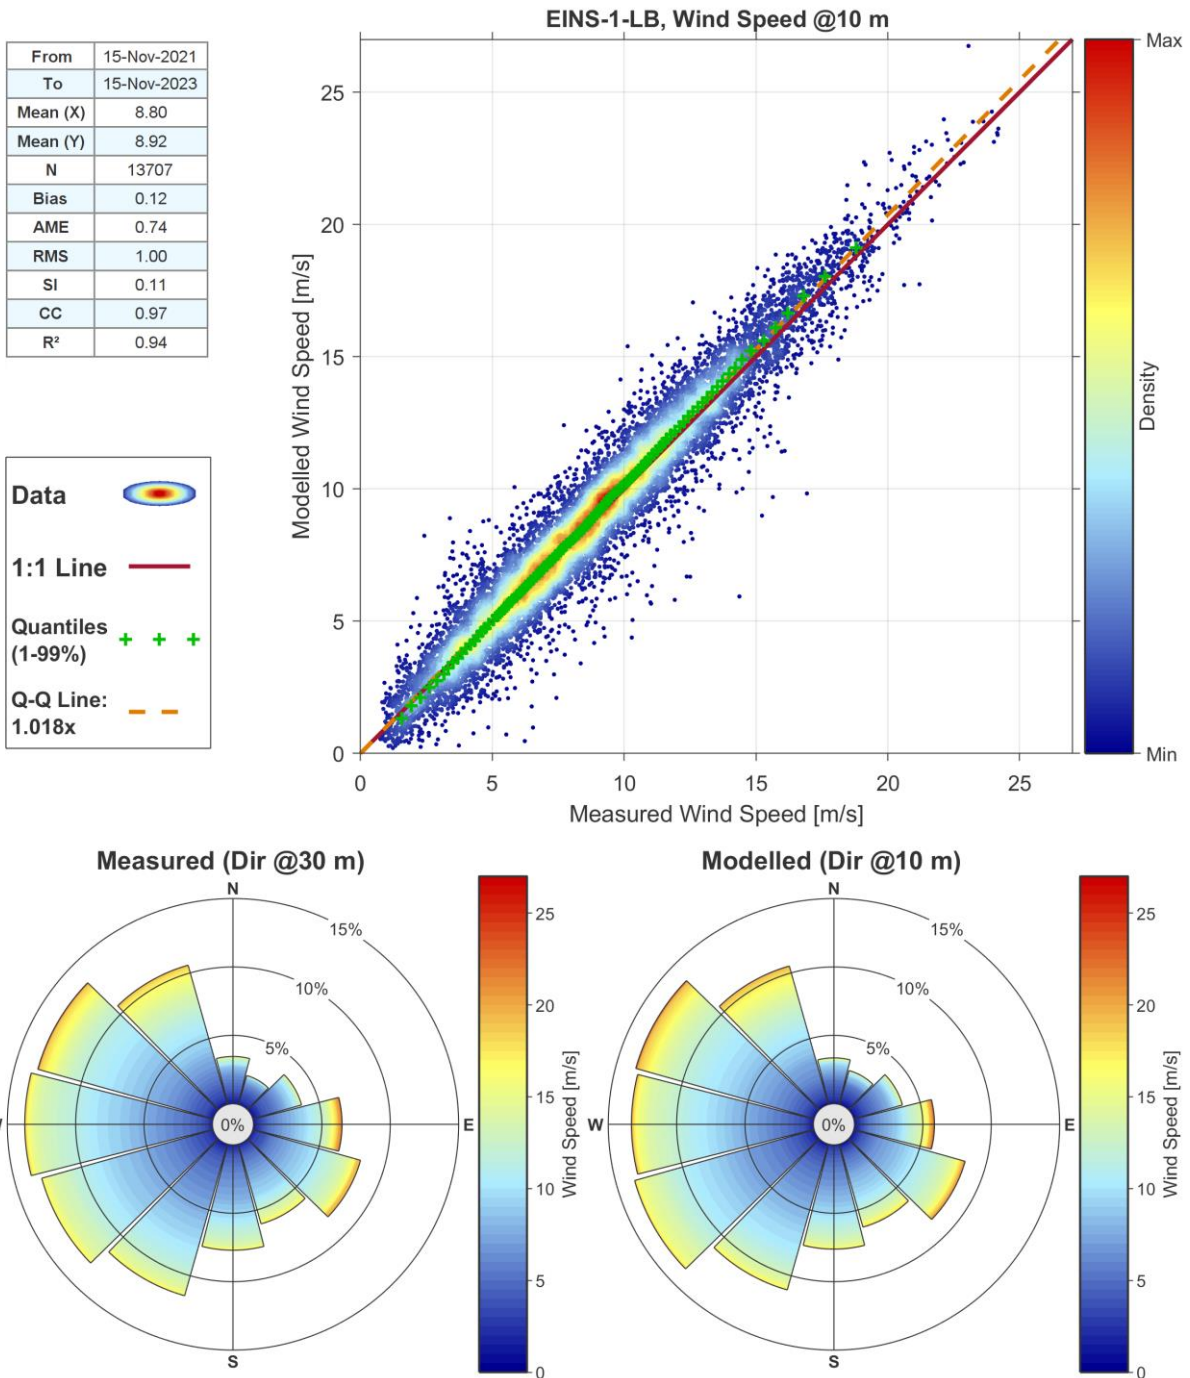 EINS-1-LB, Wind Speed @10 m
From 15-Nov-2021
To 15-Nov-2023
Mean (X) 8.80
Mean (Y) 8.92
N 13707
Bias 0.12
AME 0.74
RMS 1.00
SI 0.11
CC 0.97
R² 0.94
Data
1:1 Line
Quantiles
(1-99%)
Q-Q Line:
1.018x
Modelled Wind Speed [m/s]
25
20
15
10
5
0
0 5 10 15 20 25
Measured Wind Speed [m/s]
Max
Density
Min
Measured (Dir @30 m)
N
15%
10%
5%
0%
E
S
25
20
15
10
5
0
Wind Speed [m/s]
Modelled (Dir @10 m)
N
15%
10%
5%
W
0%
E
S
25
20
15
10
5
0
Wind Speed [m/s]